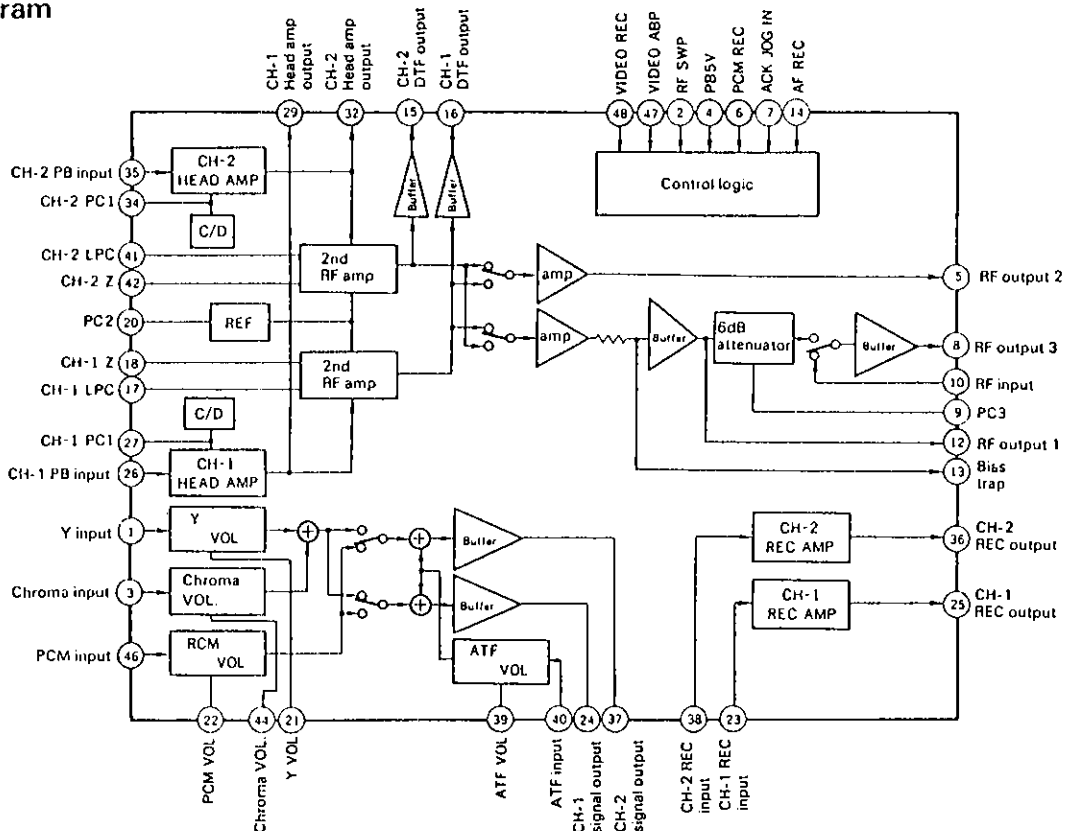 ram
CH-1
Head amp
output
CH-2
Head amp
output
CH-2
DTF output
CH-1
DTF output
VIDEO REC
VIDEO ABP
RF SWP
PB5V
PCM REC
ACK JOG IN
AF REC
29
32
15
16
48
47
2
4
6
7
14
CH-2 PB input
35
CH-2
HEAD AMP
Buffer
Buffer
Control logic
CH-2 PC1
34
C/D
CH-2 LPC
41
2nd
RF amp
CH-2 Z
42
amp
5
RF output 2
PC2
20
REF
amp
Buffer
6dB
attenuator
Buffer
8
RF output 3
CH-1 Z
18
2nd
RF amp
CH-1 LPC
17
10
RF input
C/D
9
PC3
CH-1 PC1
27
12
RF output 1
CH-1 PB input
26
CH-1
HEAD AMP
13
Bias
trap
Y input
1
Y
VOL
Buffer
CH-2
REC AMP
36
CH-2
REC output
Chroma input
3
Chroma
VOL.
Buffer
CH-1
REC AMP
25
CH-1
REC output
PCM input
46
RCM
VOL
ATF
VOL
22
44
21
39
40
24
37
38
23
PCM VOL
Chroma VOL.
Y VOL
ATF VOL
ATF input
CH-1
signal output
CH-2
signal output
CH-2 REC
input
CH-1 REC
input